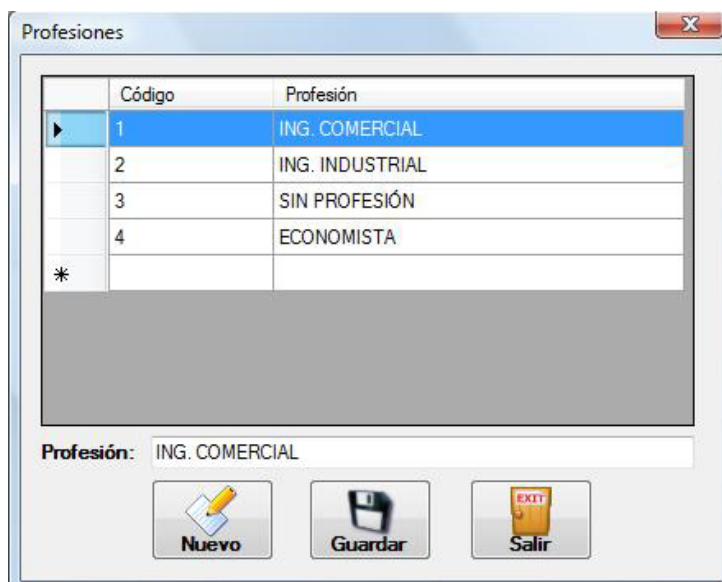 Profesiones
Código Profesión
1 ING. COMERCIAL
2 ING. INDUSTRIAL
3 SIN PROFESIÓN
4 ECONOMISTA
Profesión: ING. COMERCIAL
EXIT
Nuevo Guardar Salir